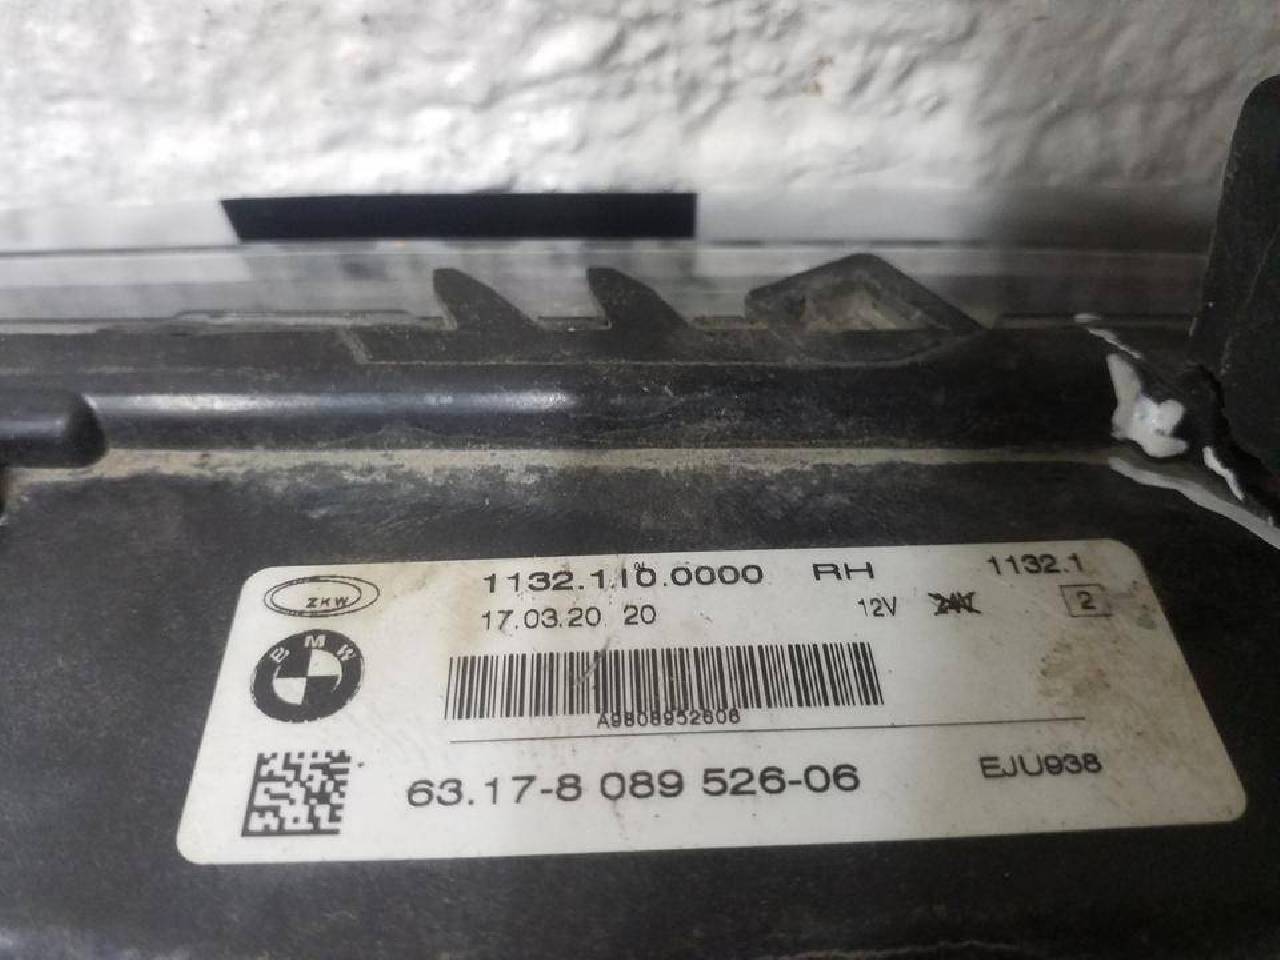 ZKW
1132.110.0000 RH 1132.1
17.03.20 20 12V 24V 2
BMW
A9808952606
63.17-8 089 526-06 EJU938